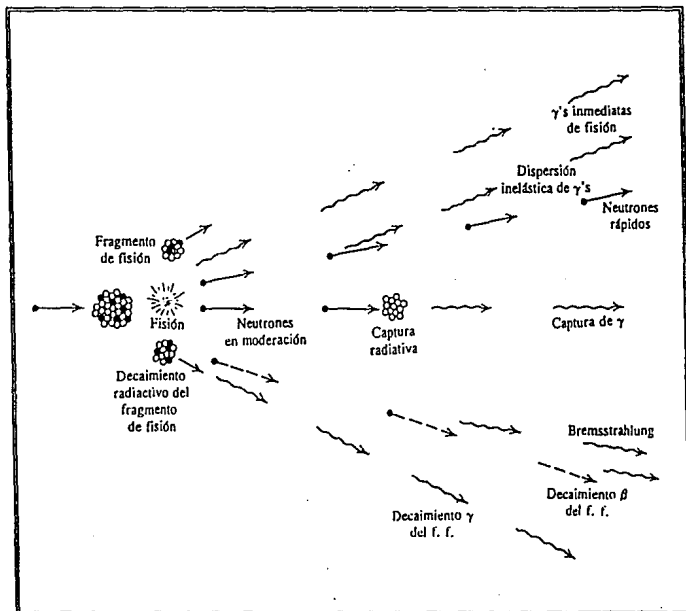 γ's inmediatas
de fisión
Dispersión
inelástica de γ's
Neutrones
rápidos
Fragmento
de fisión
Fisión
Neutrones
en moderación
Captura
radiativa
Captura de γ
Decaimiento
radiactivo del
fragmento
de fisión
Bremsstrahlung
Decaimiento β
del f. f.
Decaimiento γ
del f. f.